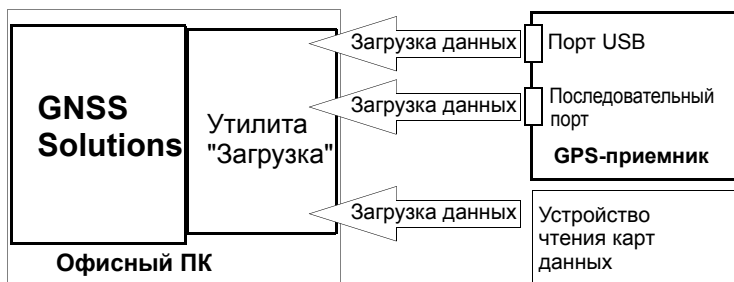 GNSS
Solutions
Утилита
"Загрузка"
Офисный ПК
Загрузка данных
Загрузка данных
Загрузка данных
Порт USB
Последовательный
порт
GPS-приемник
Устройство
чтения карт
данных